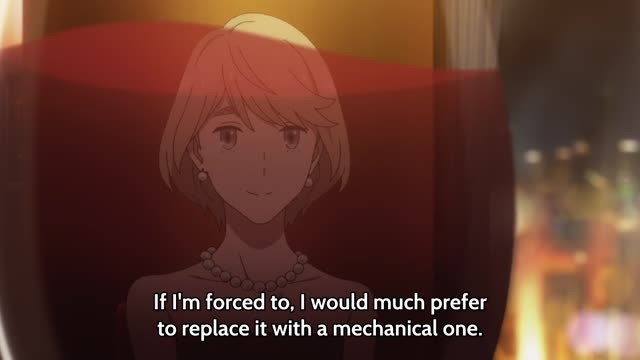 If I'm forced to, I would much prefer
to replace it with a mechanical one.